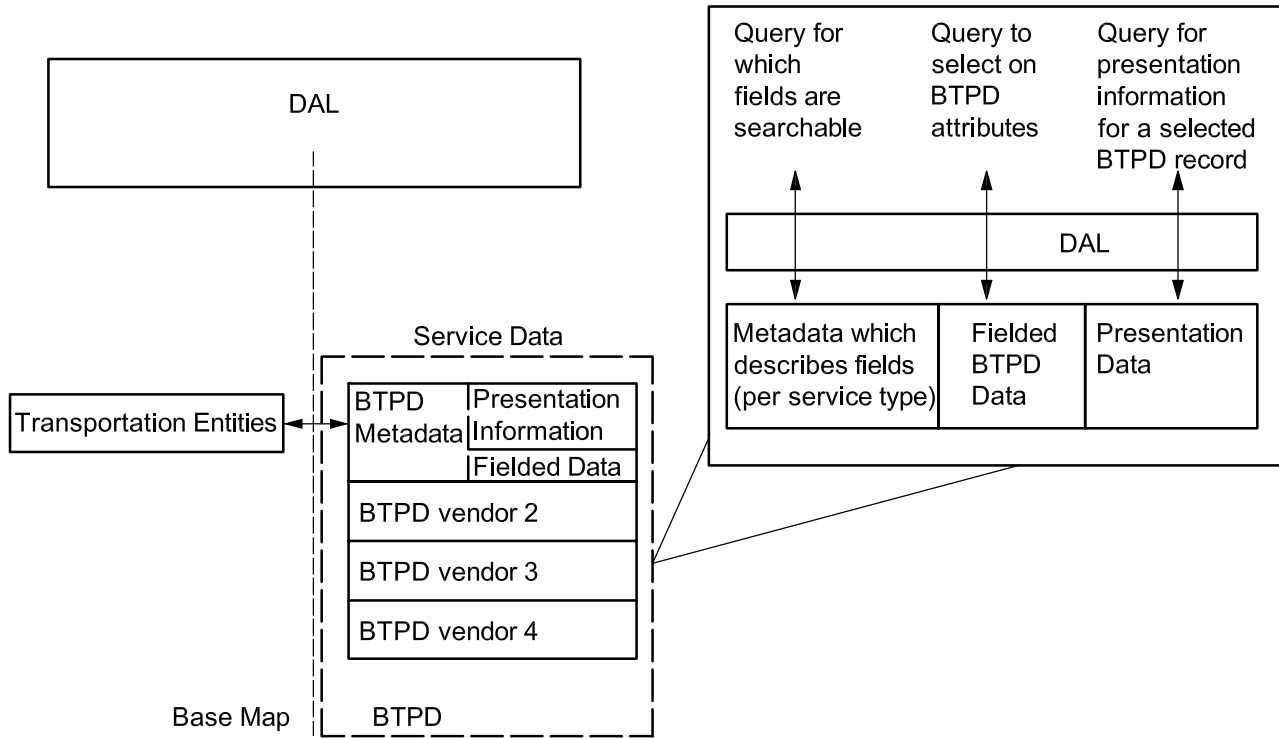 DAL
Service Data
Transportation Entities
BTPD
Metadata
Presentation
Information
Fielded Data
BTPD vendor 2
BTPD vendor 3
BTPD vendor 4
Base Map
BTPD
Query for
which
fields are
searchable
Query to
select on
BTPD
attributes
Query for
presentation
information
for a selected
BTPD record
DAL
Metadata which
describes fields
(per service type)
Fielded
BTPD
Data
Presentation
Data